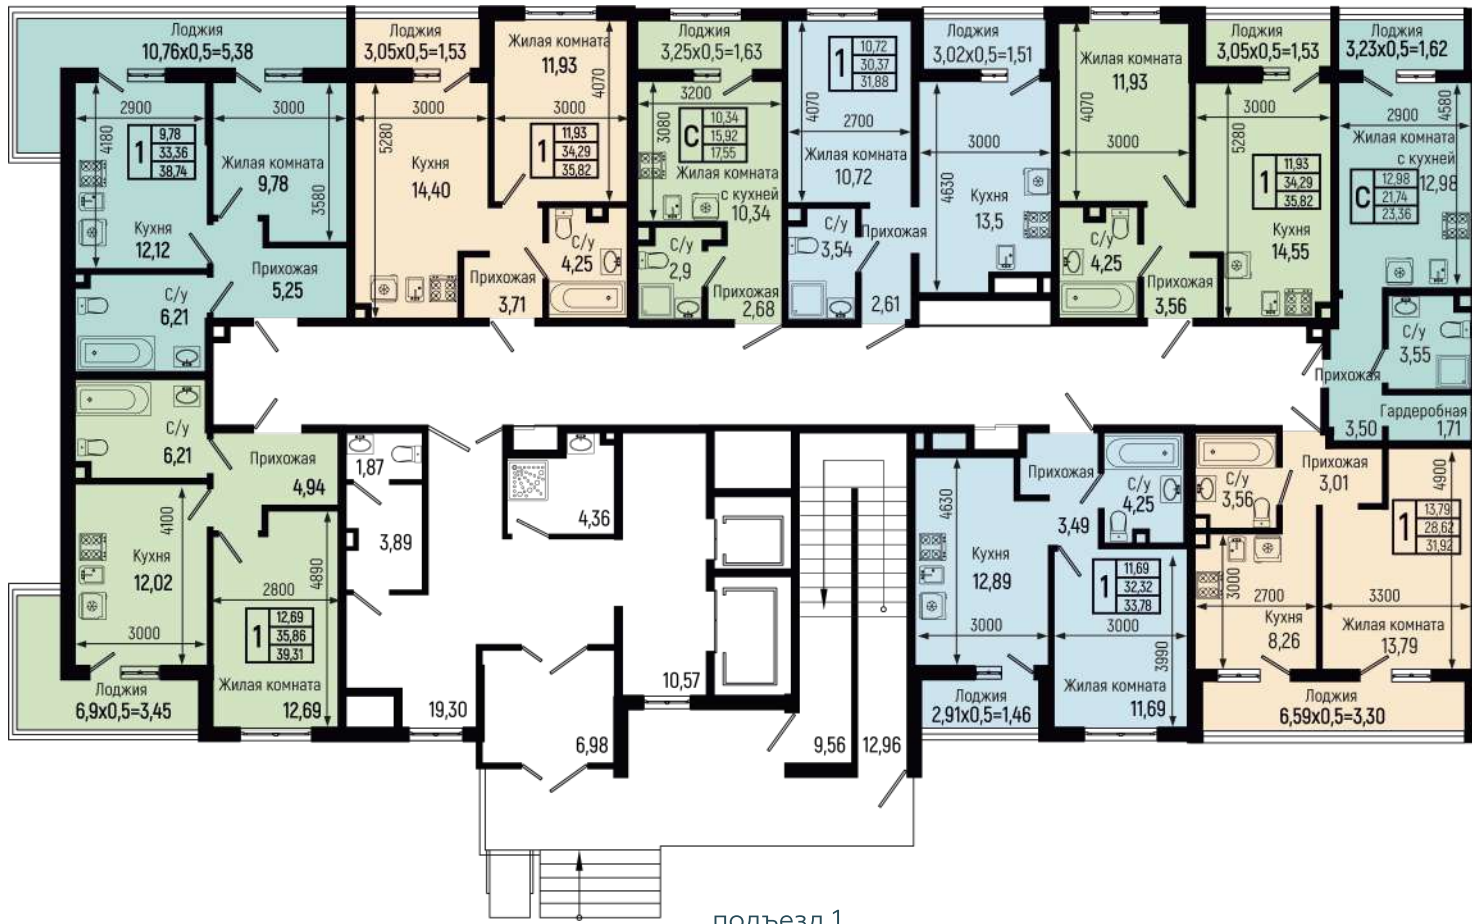 Лоджия
10,76x0,5=5,38
2900
4180
1
9,78
33,36
38,74
Кухня
12,12
3000
Жилая комната
9,78
3580
Прихожая
5,25
С/у
6,21
Лоджия
3,05x0,5=1,53
3000
5280
Кухня
14,40
Жилая комната
11,93
4070
3000
1
11,93
34,29
35,82
С/у
4,25
Прихожая
3,71
Лоджия
3,25x0,5=1,63
3200
3080
С
10,34
15,92
17,55
Жилая комната
с кухней
10,34
С/у
2,9
Прихожая
2,68
1
10,72
30,37
31,88
4070
2700
Жилая комната
10,72
С/у
3,54
Прихожая
2,61
Лоджия
3,02x0,5=1,51
3000
4630
Кухня
13,5
Жилая комната
11,93
4070
3000
С/у
4,25
Прихожая
3,56
Лоджия
3,05x0,5=1,53
3000
5280
1
11,93
34,29
35,82
Кухня
14,55
Лоджия
3,23x0,5=1,62
4580
2900
Жилая комната
с кухней
12,98
С
12,98
21,74
23,36
С/у
3,55
Прихожая
3,50
Гардеробная
1,71
С/у
6,21
Прихожая
4,94
4100
Кухня
12,02
3000
4890
2800
1
12,69
35,86
39,31
Жилая комната
12,69
Лоджия
6,9x0,5=3,45
1,87
3,89
4,36
19,30
10,57
6,98
9,56
12,96
4630
Кухня
12,89
3000
Прихожая
3,49
С/у
4,25
1
11,69
32,32
33,78
3000
3990
Жилая комната
11,69
Лоджия
2,91x0,5=1,46
С/у
3,56
Прихожая
3,01
3000
2700
Кухня
8,26
4900
1
13,79
28,62
31,92
3300
Жилая комната
13,79
Лоджия
6,59x0,5=3,30
подъезд 1